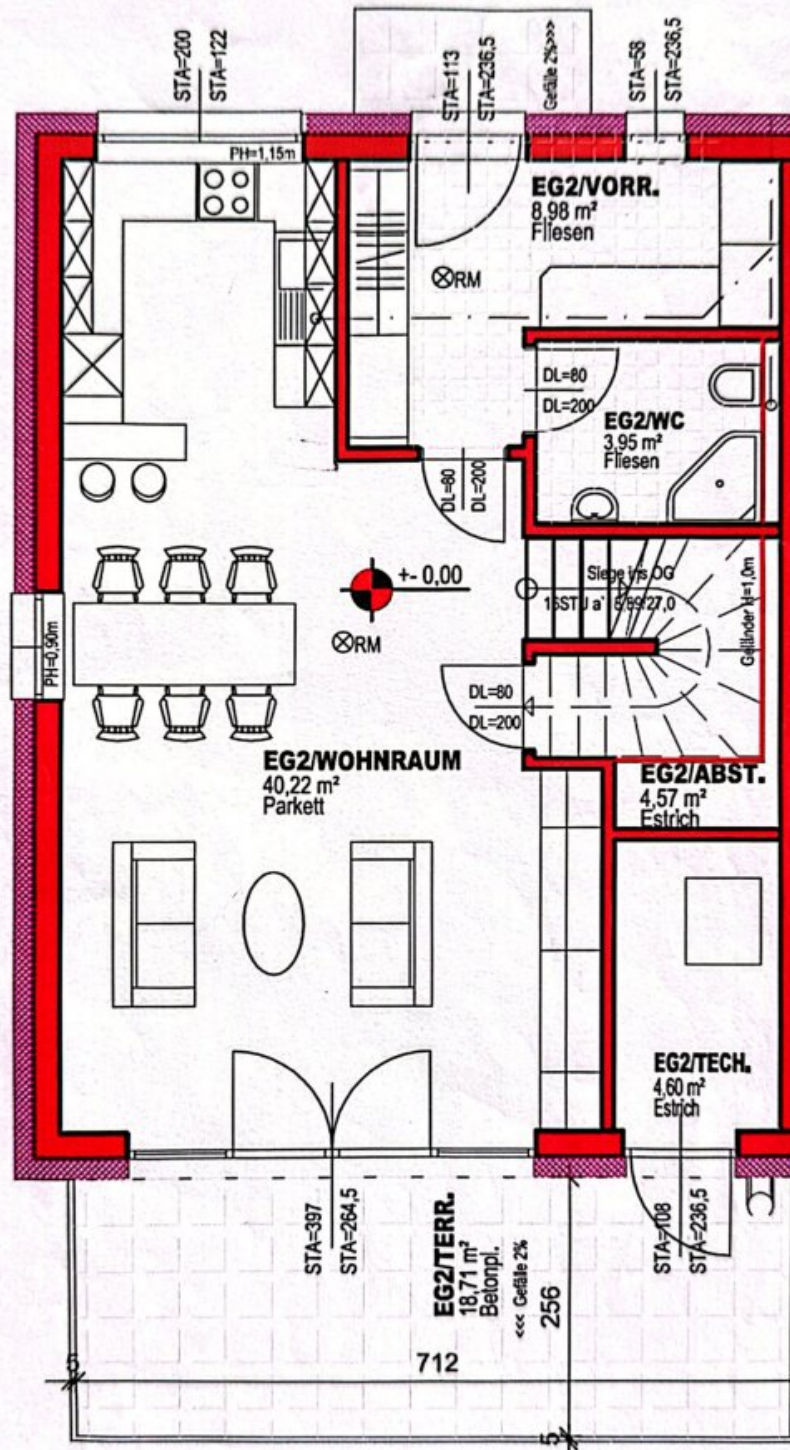 STA=200
STA=122
STA=113
STA=236,5
Gefälle 2%>>>
STA=58
STA=236,5
PH=1,15m
EG2/VORR.
8,98 m²
Fliesen
RM
DL=80
DL=200
EG2/WC
3,95 m²
Fliesen
DL=80
DL=200
+- 0,00
OG
Geländer H=1,0m
PH=0,90m
RM
DL=80
DL=200
EG2/WOHNRAUM
40,22 m²
Parkett
EG2/ABST.
4,57 m²
Estrich
EG2/TECH.
4,60 m²
Estrich
STA=397
STA=264,5
EG2/TERR.
18,71 m²
Betonpl.
<<< Gefälle 2%
256
STA=108
STA=236,5
5
712
5